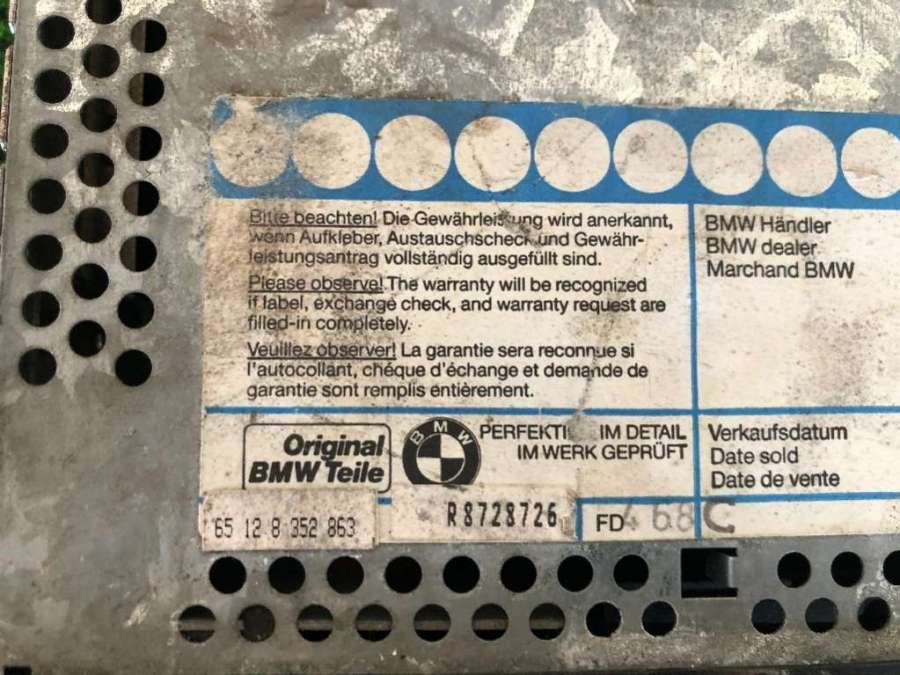 Bitte beachten! Die Gewährleistung wird anerkannt,
wenn Aufkleber, Austauschscheck und Gewähr-
leistungsantrag vollständig ausgefüllt sind.
Please observe! The warranty will be recognized
if label, exchange check, and warranty request are
filled-in completely.
Veuillez observer! La garantie sera reconnue si
l'autocollant, chéque d'échange et demande de
garantie sont remplis entièrement.
BMW Händler
BMW dealer
Marchand BMW
Original
BMW Teile
BMW
PERFEKTI IM DETAIL
IM WERK GEPRÜFT
Verkaufsdatum
Date sold
Date de vente
65 12 8 352 863
R8728726
FD 468 C